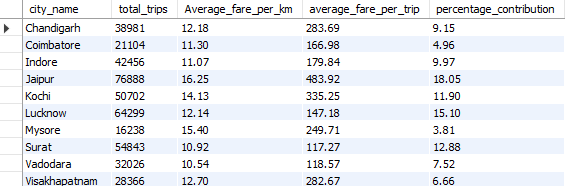 city_name total_trips Average_fare_per_km average_fare_per_trip percentage_contribution
Chandigarh 38981 12.18 283.69 9.15
Coimbatore 21104 11.30 166.98 4.96
Indore 42456 11.07 179.84 9.97
Jaipur 76888 16.25 483.92 18.05
Kochi 50702 14.13 335.25 11.90
Lucknow 64299 12.14 147.18 15.10
Mysore 16238 15.40 249.71 3.81
Surat 54843 10.92 117.27 12.88
Vadodara 32026 10.54 118.57 7.52
Visakhapatnam 28366 12.70 282.67 6.66